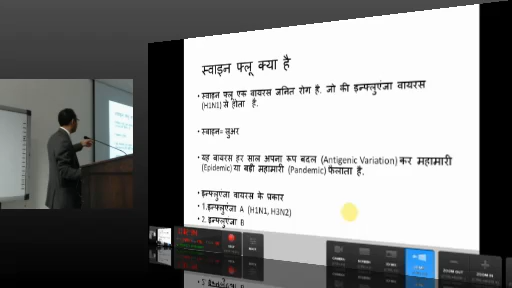 स्वाइन फ्लू क्या है
• स्वाइन फ्लू एक वायरस जनित रोग है. जो की इन्फ्लुएंजा वायरस
(H1N1) से होता है.
• स्वाइन= सुअर
• यह वायरस हर साल अपना रूप बदल (Antigenic Variation) कर महामारी
(Epidemic) या बड़ी महामारी (Pandemic) फैलाता है.
• इन्फ्लुएंजा वायरस के प्रकार
• 1.इन्फ्लुएंजा A (H1N1, H3N2)
• 2. इन्फ्लुएंजा B